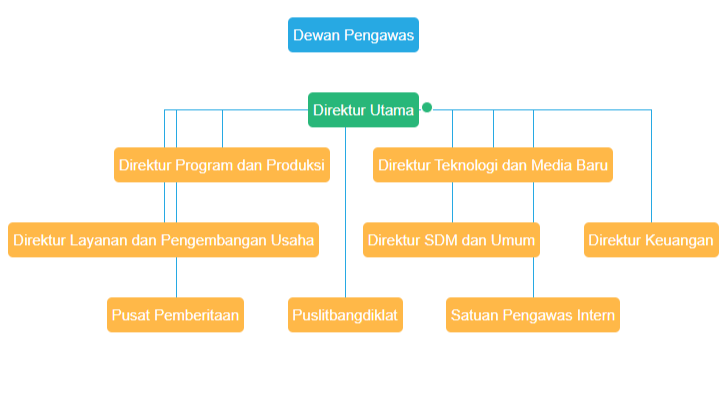 Dewan Pengawas
Direktur Utama
Direktur Program dan Produksi
Direktur Teknologi dan Media Baru
Direktur Layanan dan Pengembangan Usaha
Direktur SDM dan Umum
Direktur Keuangan
Pusat Pemberitaan
Puslitbangdiklat
Satuan Pengawas Intern